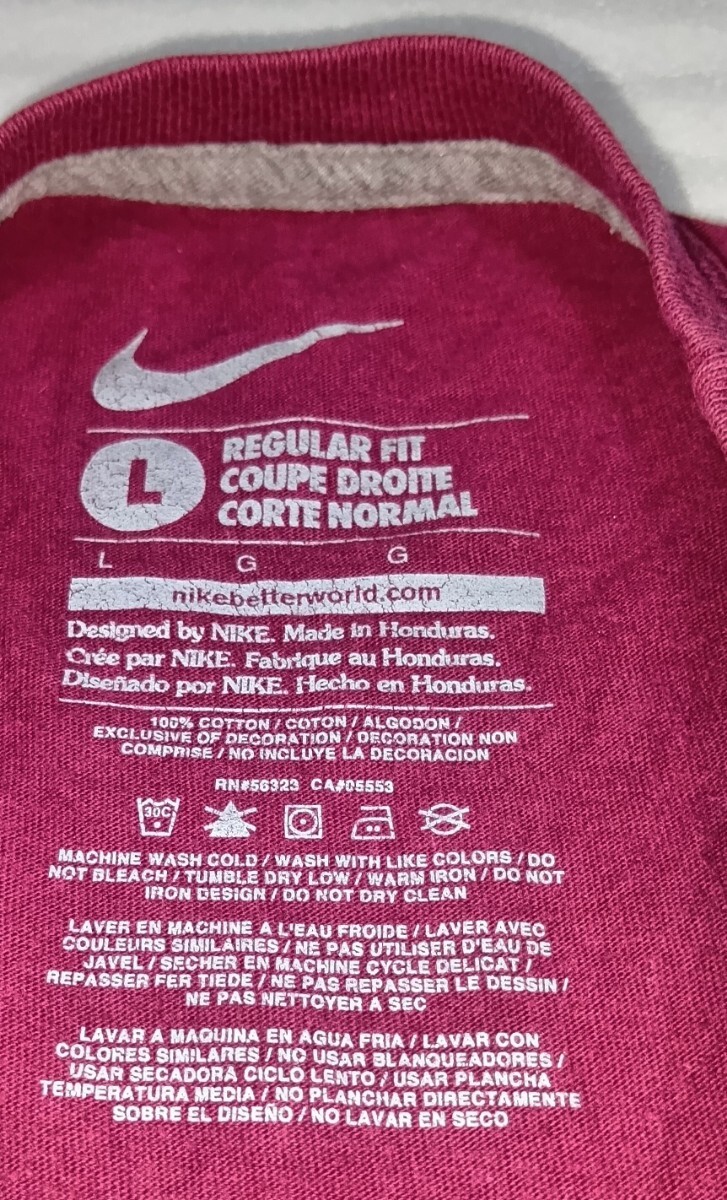 L
REGULAR FIT
COUPE DROITE
CORTE NORMAL
L G G
nikebetterworld.com
Designed by NIKE. Made in Honduras.
Crée par NIKE. Fabrique au Honduras.
Diseñado por NIKE. Hecho en Honduras.
100% COTTON / COTON / ALGODON /
EXCLUSIVE OF DECORATION / DECORATION NON
COMPRISE / NO INCLUYE LA DECORACION
RN#56323 CA#05553
30C
MACHINE WASH COLD / WASH WITH LIKE COLORS / DO
NOT BLEACH / TUMBLE DRY LOW / WARM IRON / DO NOT
IRON DESIGN / DO NOT DRY CLEAN
LAVER EN MACHINE A L'EAU FROIDE / LAVER AVEC
COULEURS SIMILAIRES / NE PAS UTILISER D'EAU DE
JAVEL / SECHER EN MACHINE CYCLE DELICAT /
REPASSER FER TIEDE / NE PAS REPASSER LE DESSIN /
NE PAS NETTOYER A SEC
LAVAR A MAQUINA EN AGUA FRIA / LAVAR CON
COLORES SIMILARES / NO USAR BLANQUEADORES /
USAR SECADORA CICLO LENTO / USAR PLANCHA
TEMPERATURA MEDIA / NO PLANCHAR DIRECTAMENTE
SOBRE EL DISEÑO / NO LAVAR EN SECO